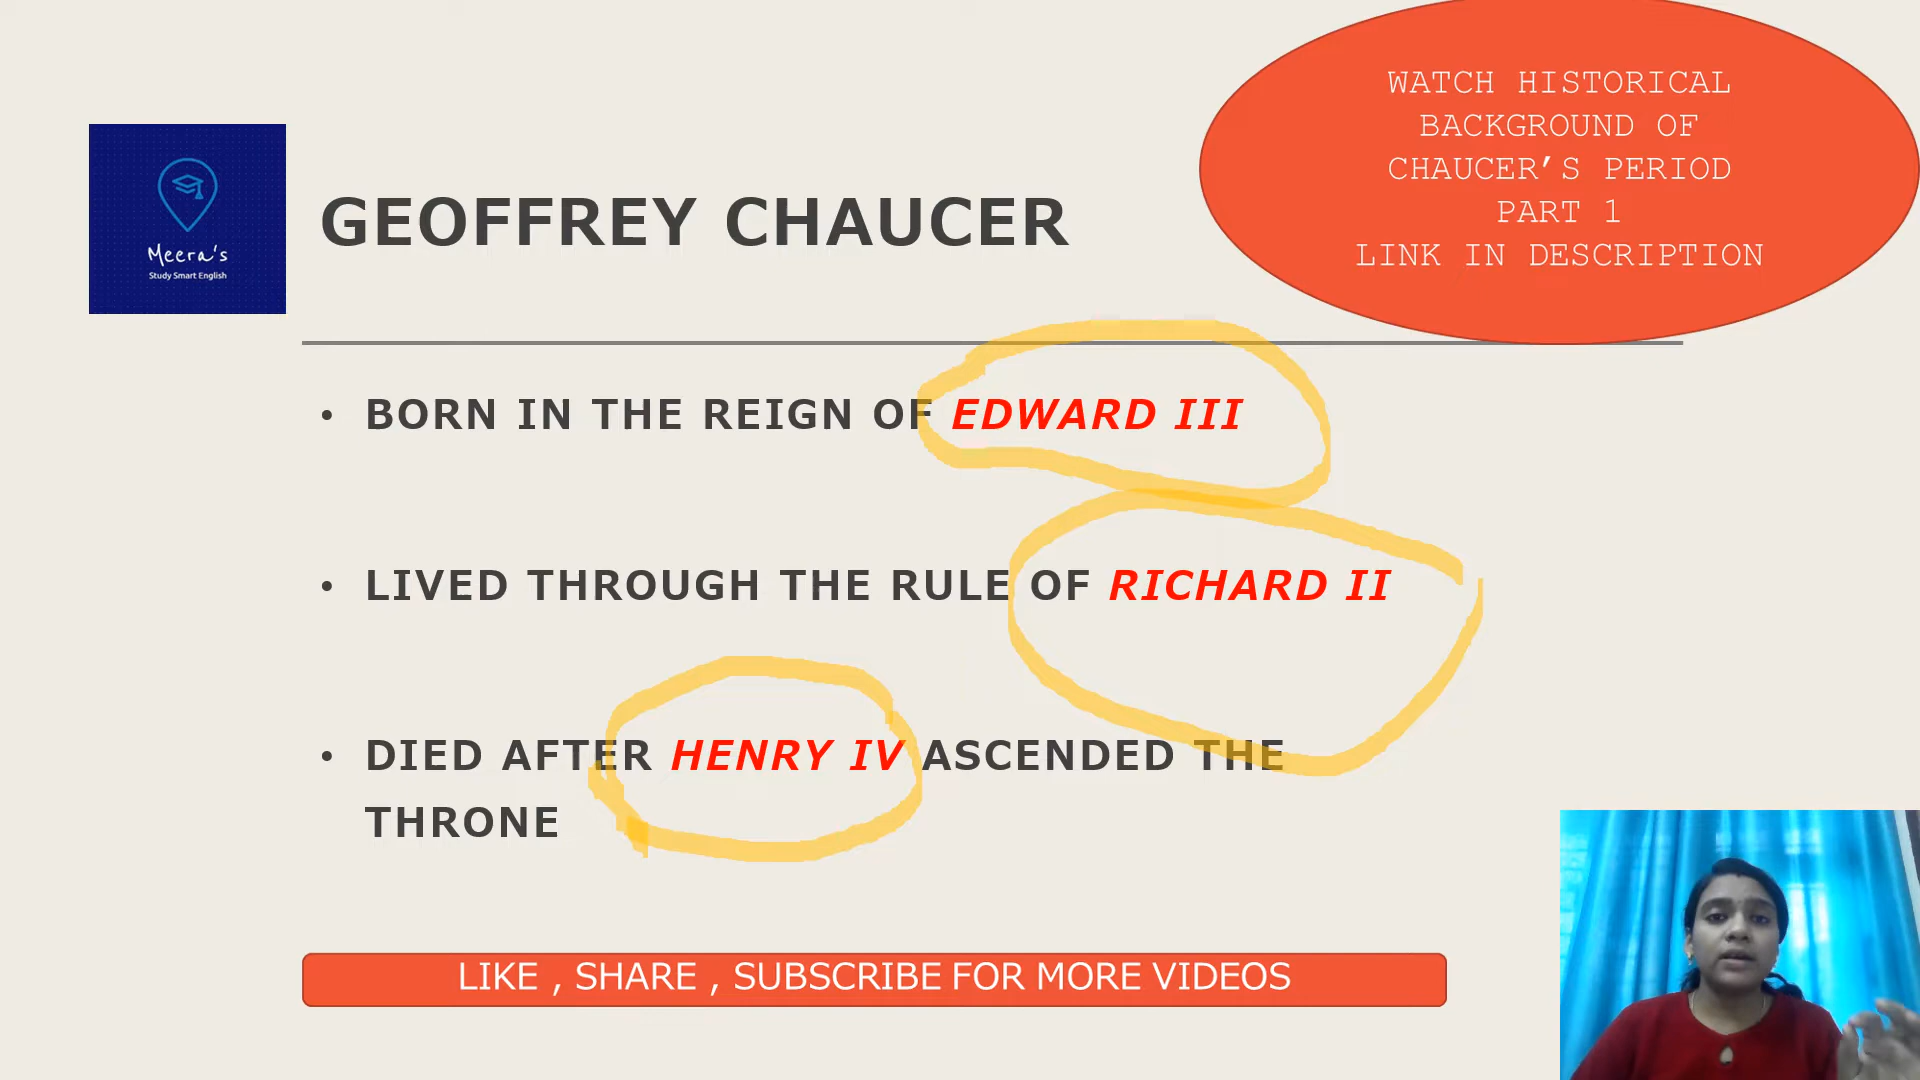 WATCH HISTORICAL
BACKGROUND OF
CHAUCER’S PERIOD
PART 1
LINK IN DESCRIPTION
Meera's
Study Smart English
GEOFFREY CHAUCER
• BORN IN THE REIGN OF EDWARD III
• LIVED THROUGH THE RULE OF RICHARD II
• DIED AFTER HENRY IV ASCENDED THE
THRONE
LIKE , SHARE , SUBSCRIBE FOR MORE VIDEOS